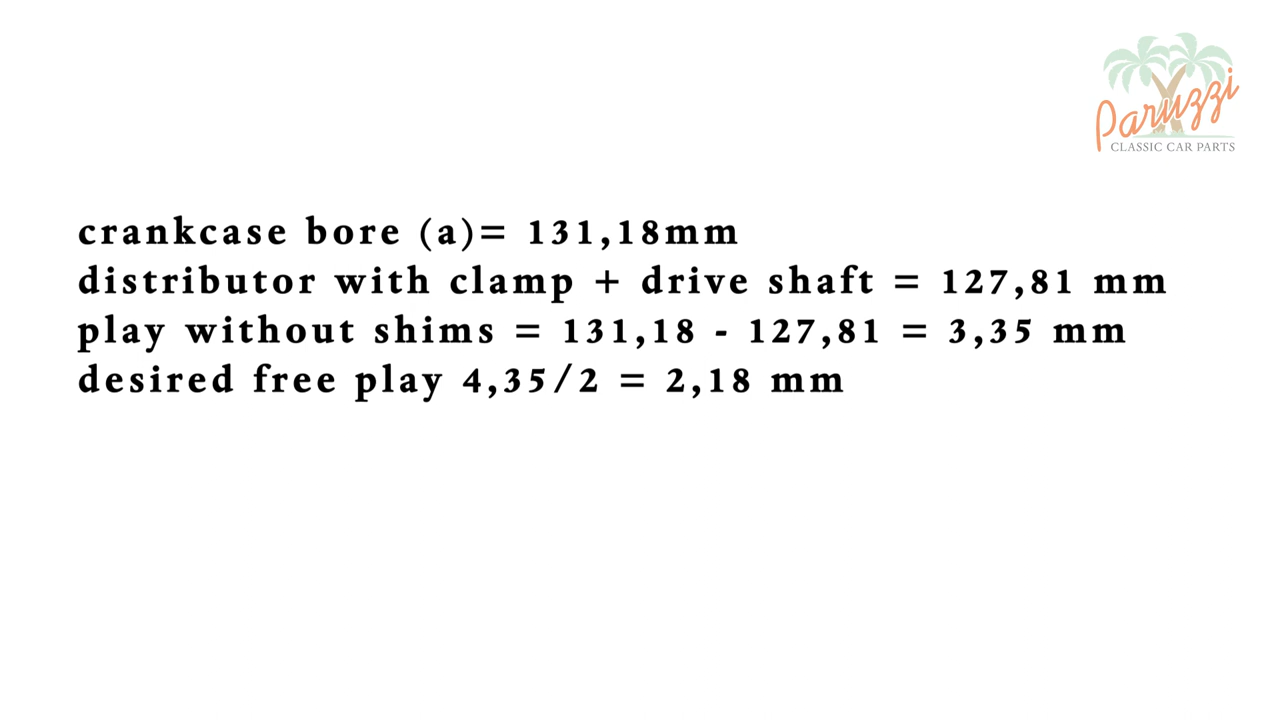 Paruzzi
CLASSIC CAR PARTS
crankcase bore (a)= 131,18mm
distributor with clamp + drive shaft = 127,81 mm
play without shims = 131,18 - 127,81 = 3,35 mm
desired free play 4,35/2 = 2,18 mm